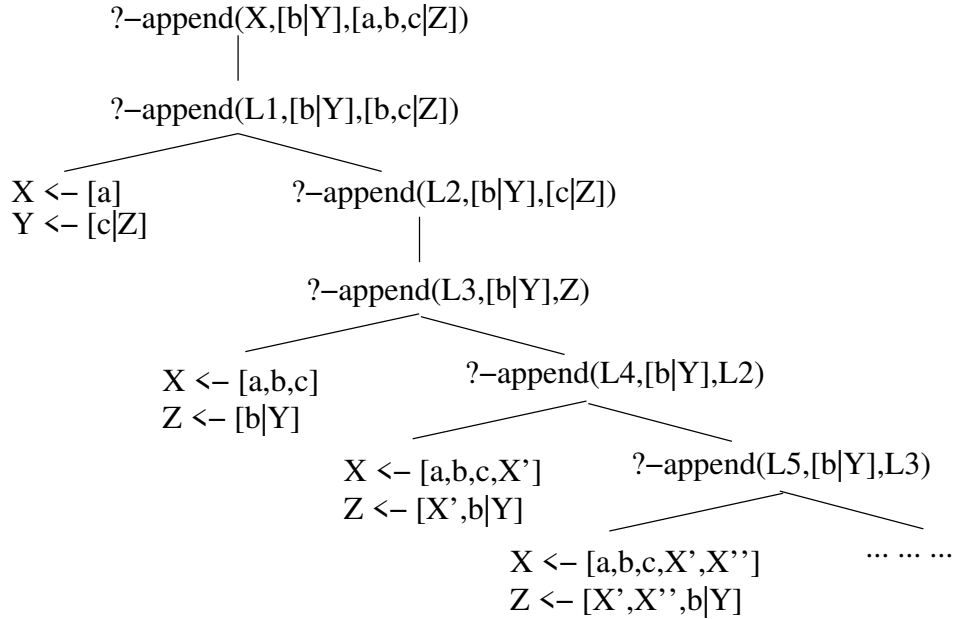 ?–append(X,[b|Y],[a,b,c|Z])
?–append(L1,[b|Y],[b,c|Z])
X <– [a]
Y <– [c|Z]
?–append(L2,[b|Y],[c|Z])
?–append(L3,[b|Y],Z)
X <– [a,b,c]
Z <– [b|Y]
?–append(L4,[b|Y],L2)
X <– [a,b,c,X']
Z <– [X',b|Y]
?–append(L5,[b|Y],L3)
X <– [a,b,c,X',X'']
Z <– [X',X'',b|Y]
... ... ...